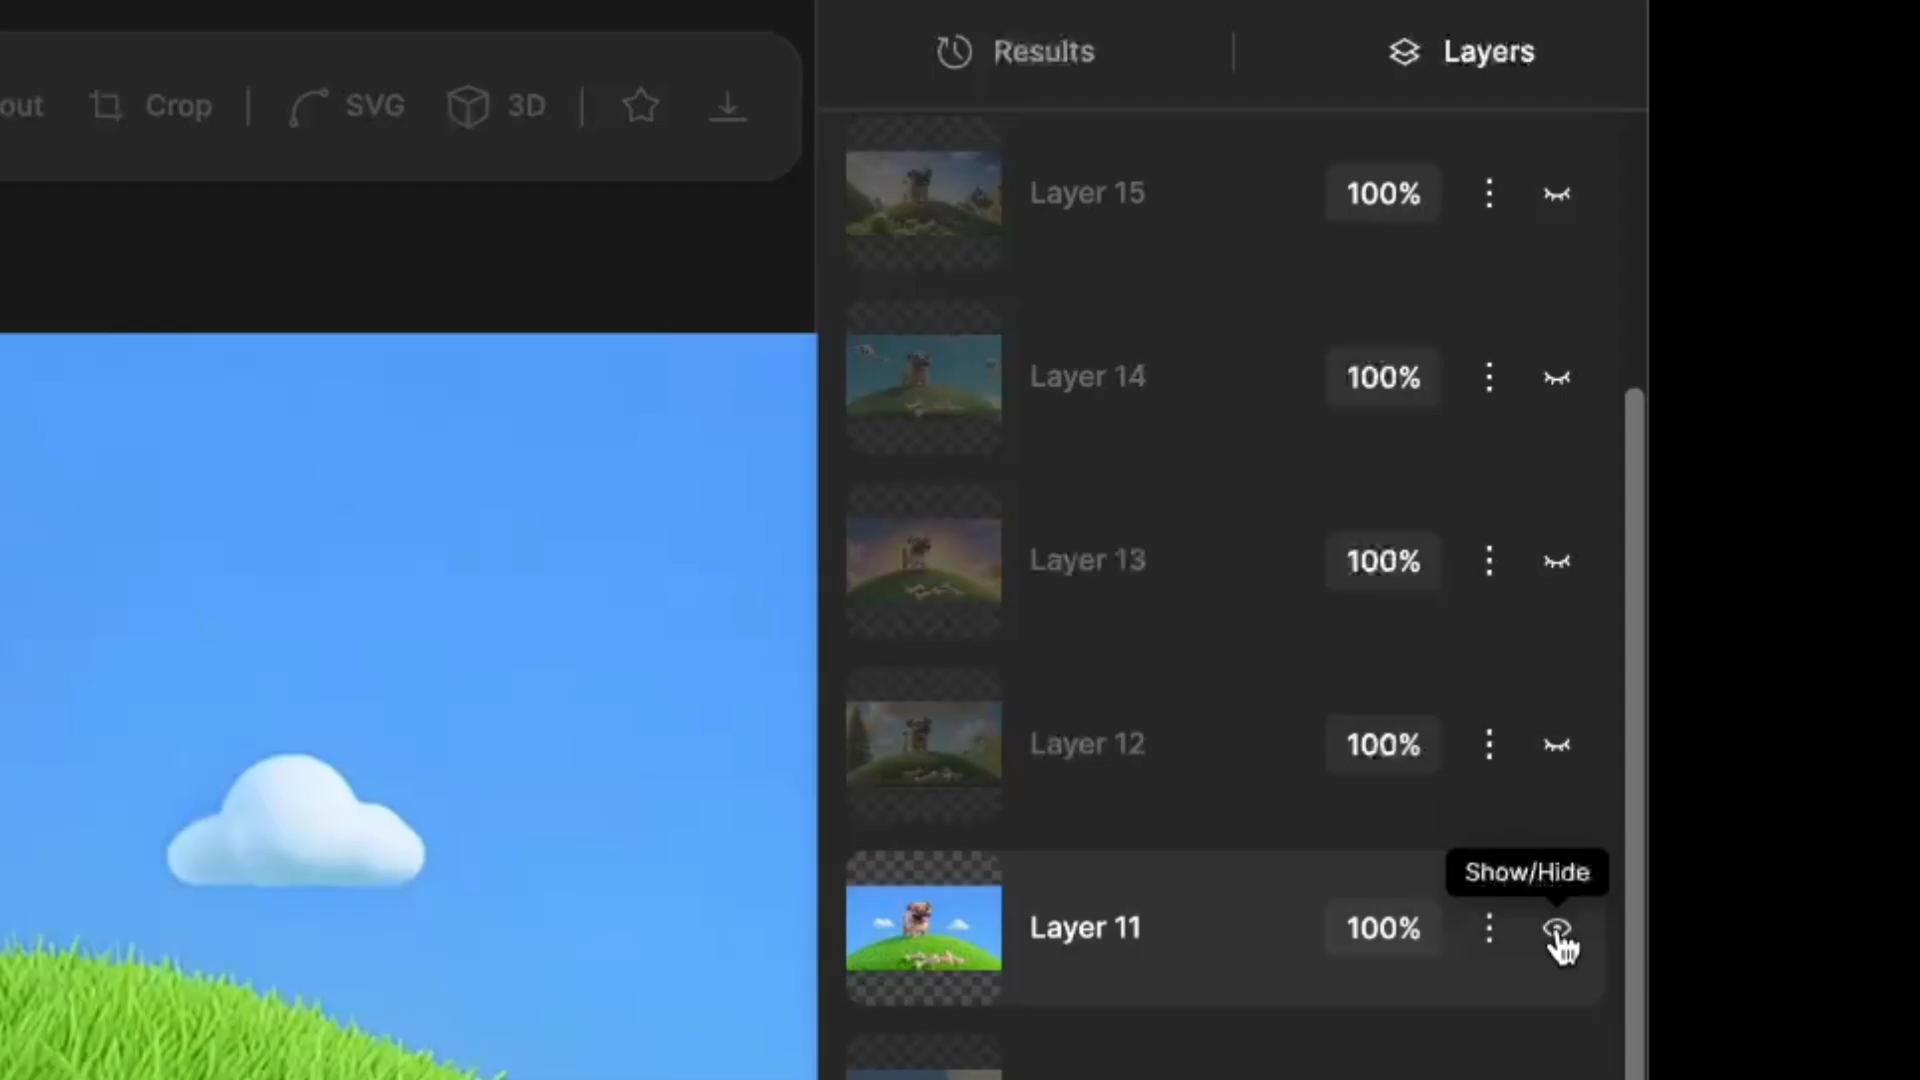 Results
Layers
out
Crop
SVG
3D
Layer 15
100%
Layer 14
100%
Layer 13
100%
Layer 12
100%
Show/Hide
Layer 11
100%